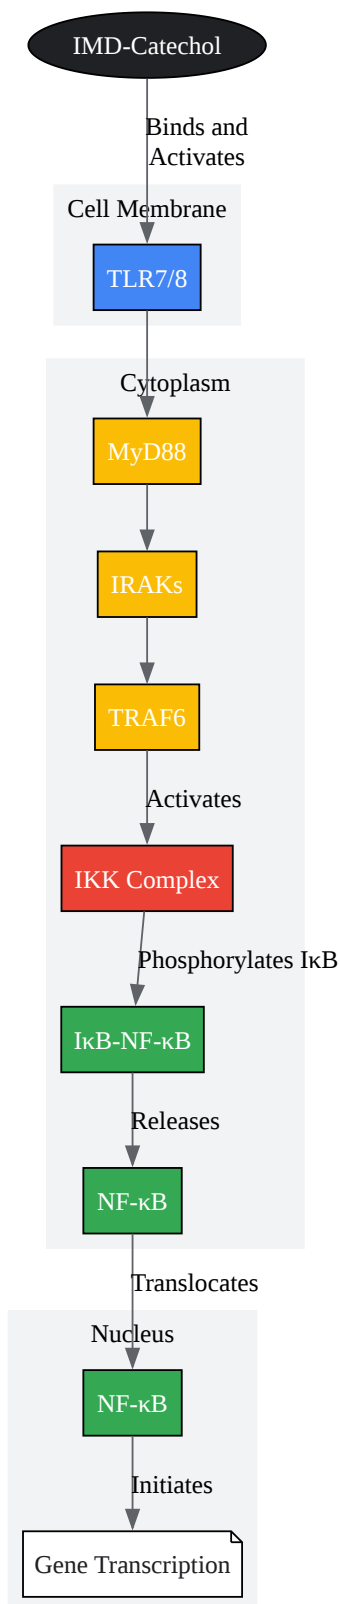 IMD-Catechol
Binds and
Activates
Cell Membrane
TLR7/8
Cytoplasm
MyD88
IRAKs
TRAF6
Activates
IKK Complex
Phosphorylates IκB
IκB-NF-κB
Releases
NF-κB
Translocates
Nucleus
NF-κB
Initiates
Gene Transcription